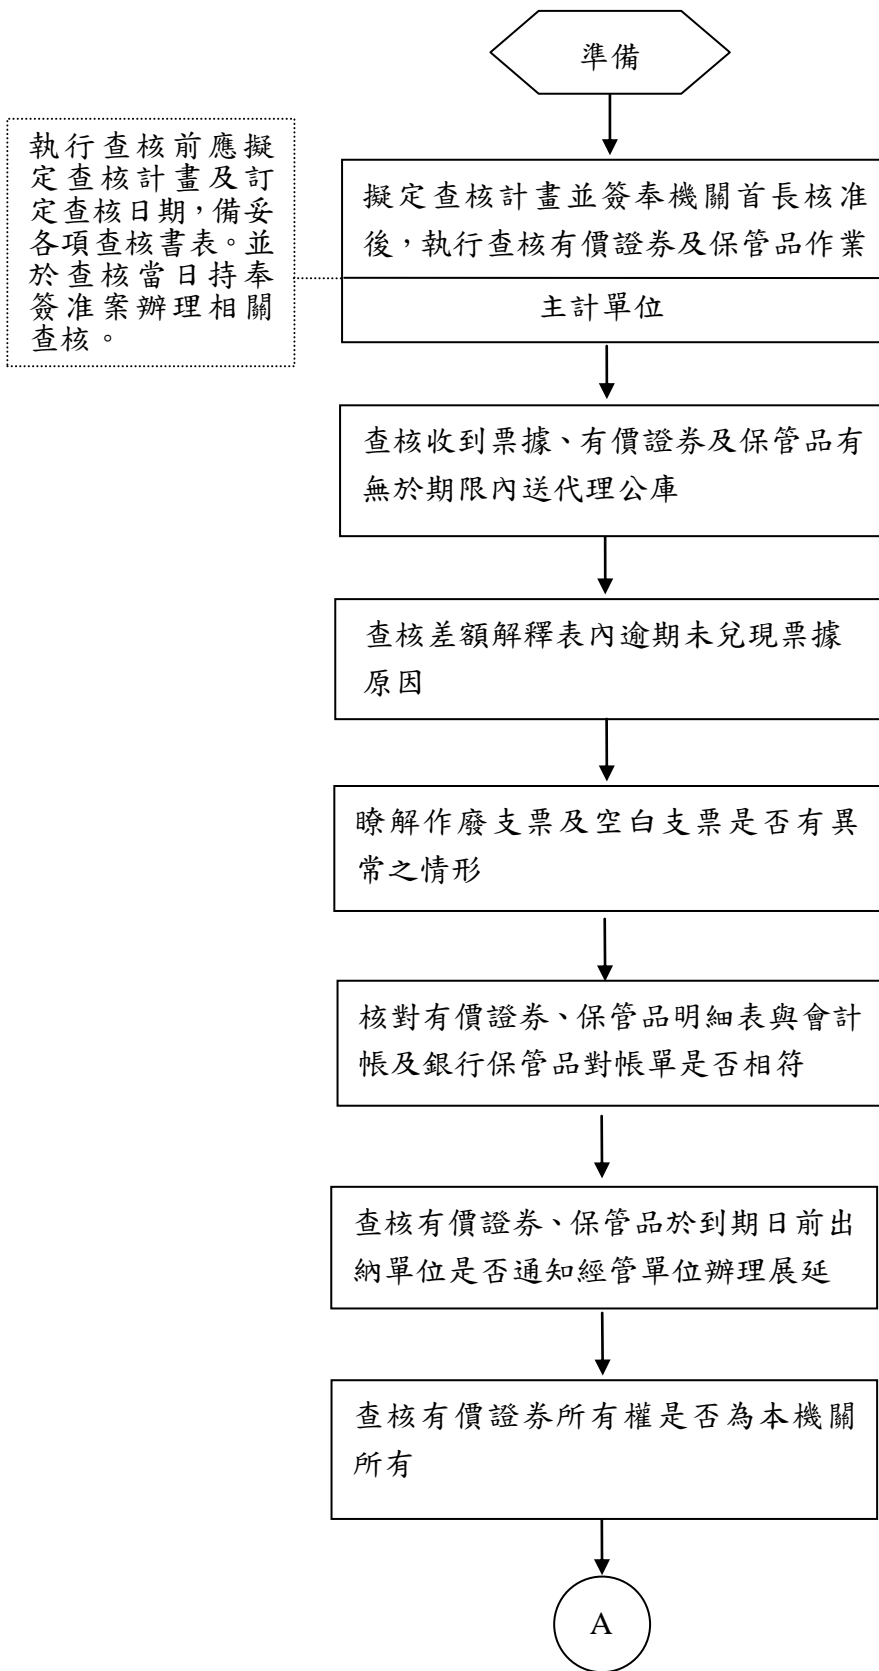 準備
執行查核前應擬
定查核計畫及訂
定查核日期，備妥
各項查核書表。並
於查核當日持奉
簽准案辦理相關
查核。
擬定查核計畫並簽奉機關首長核准
後，執行查核有價證券及保管品作業
主計單位
查核收到票據、有價證券及保管品有
無於期限內送代理公庫
查核差額解釋表內逾期未兌現票據
原因
瞭解作廢支票及空白支票是否有異
常之情形
核對有價證券、保管品明細表與會計
帳及銀行保管品對帳單是否相符
查核有價證券、保管品於到期日前出
納單位是否通知經管單位辦理展延
查核有價證券所有權是否為本機關
所有
A